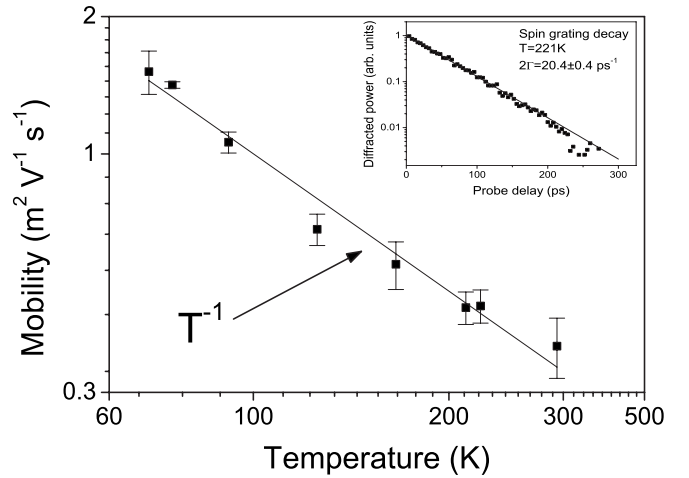 2
1
0.3
Mobility (m² V⁻¹ s⁻¹)
60
100
200
300
500
Temperature (K)
T⁻¹
Spin grating decay
T=221K
2Γ=20.4±0.4 ps⁻¹
1
0.1
0.01
Diffracted power (arb. units)
0
100
200
300
Probe delay (ps)